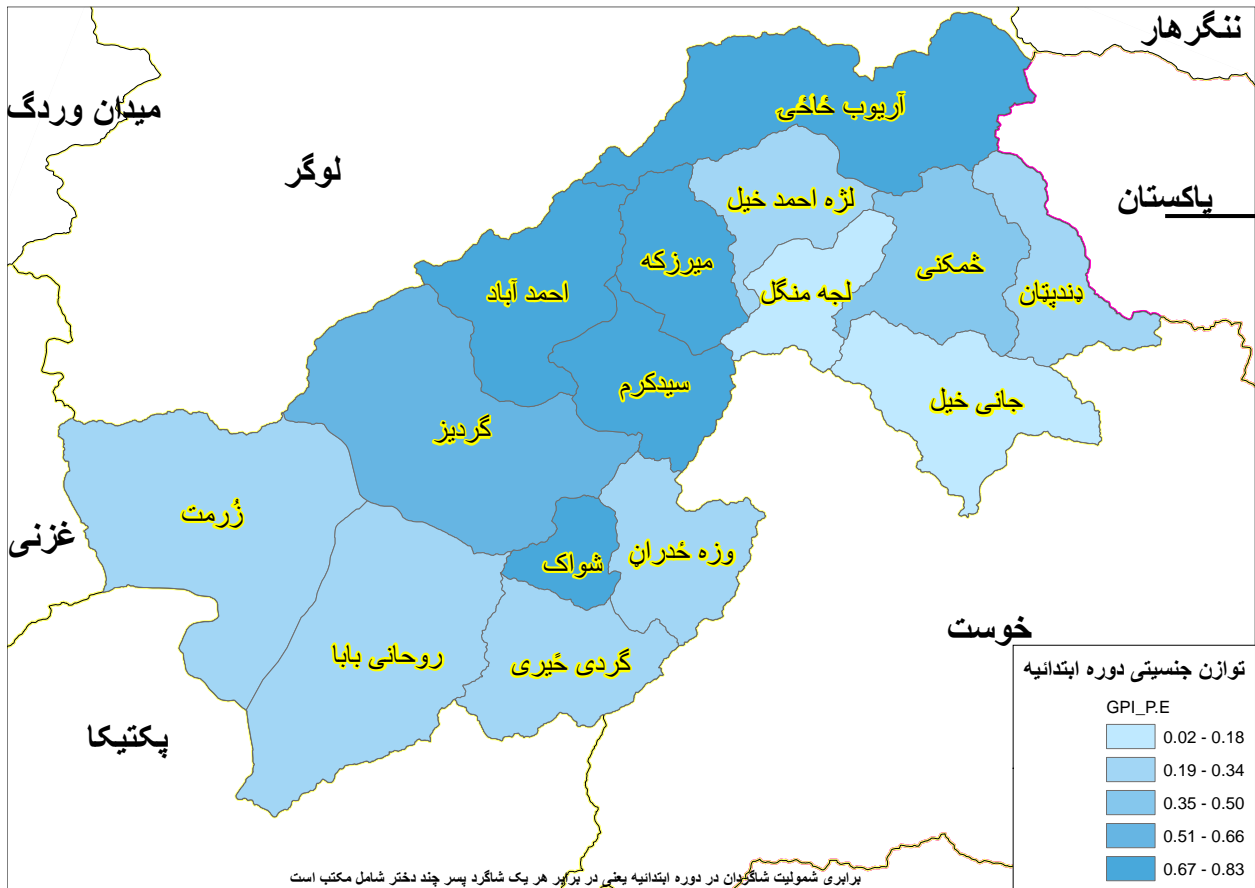 ننگرهار
میدان وردگ
لوگر
پاکستان
آریوب ځاځی
لژه احمد خیل
میرزکه
څمکنی
لجه منگل
ډنډپټان
احمد آباد
سیدکرم
جانی خیل
گردیز
زُرمت
غزنی
شواک
وزه ځدراڼ
خوست
روحانی بابا
گردی څیری
پکتیکا
توازن جنسیتی دوره ابتدائیه
GPI_P.E
0.02 - 0.18
0.19 - 0.34
0.35 - 0.50
0.51 - 0.66
0.67 - 0.83
برابری شمولیت شاگردان در دوره ابتدائیه یعنی در برابر هر یک شاگرد پسر چند دختر شامل مکتب است